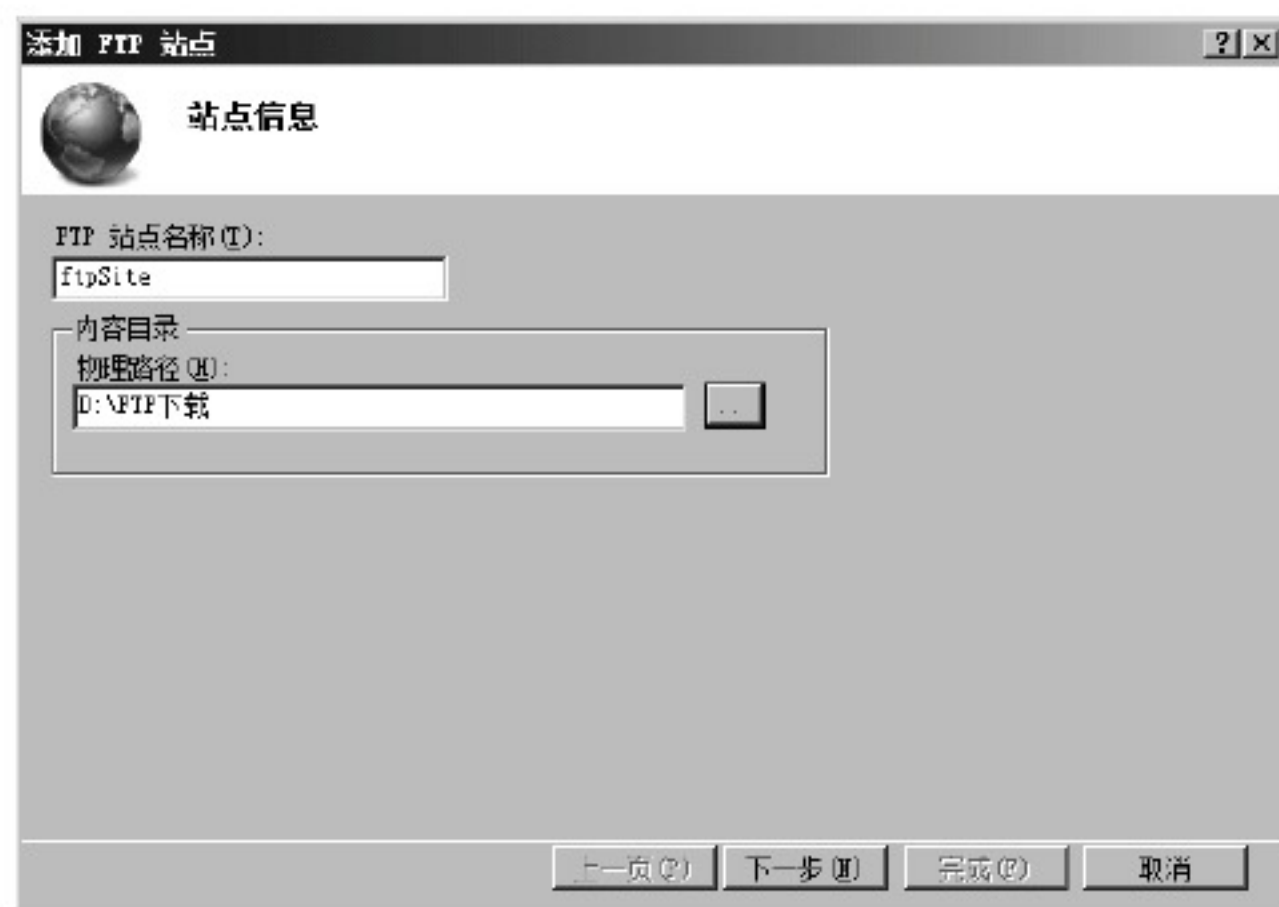 添加 FTP 站点
站点信息
FTP 站点名称(T):
ftpSite
内容目录
物理路径(H):
D:\FTP下载
..
上一页(P) 下一步(N) 完成(F) 取消